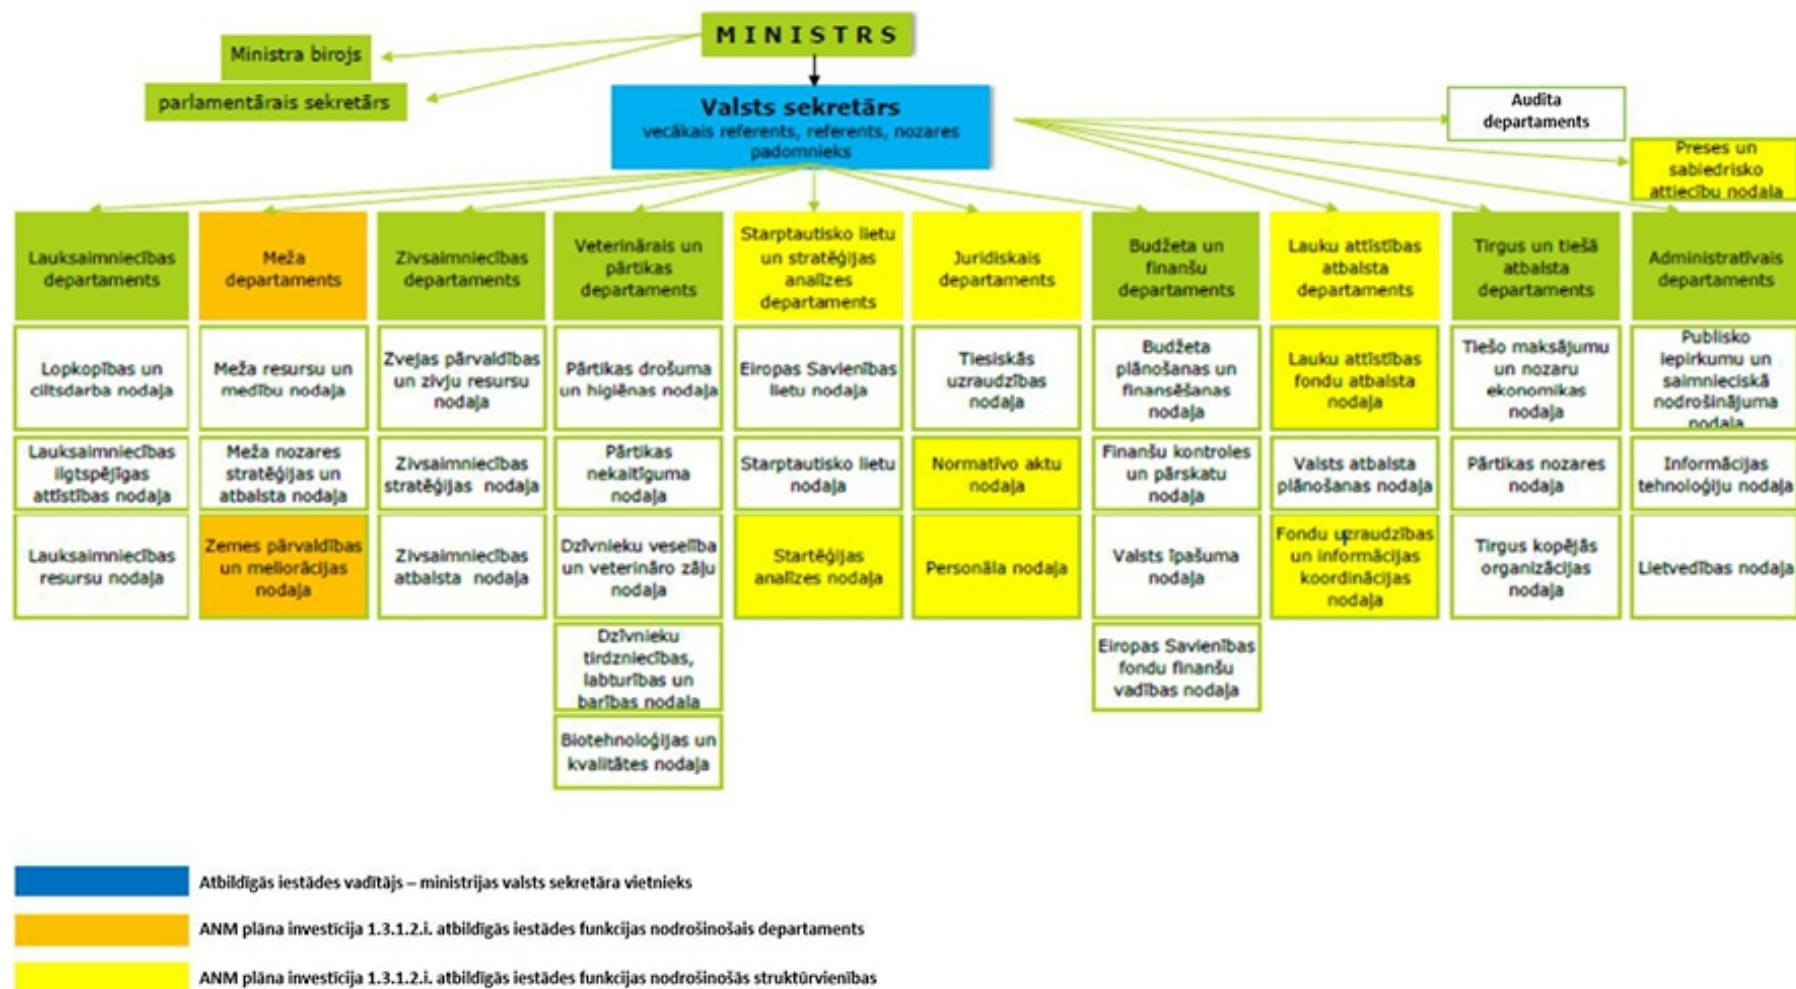 MINISTRS
Ministra birojs
parlamentārais sekretārs
Valsts sekretārs
vecākais referents, referents, nozares
padomnieks
Audīta
departaments
Preses un
sabiedrisko
attiecību nodaļa
Lauksaimniecības
departaments
Meža
departaments
Zivsaimniecības
departaments
Veterinārais un
pārtikas
departaments
Starptautisko lietu
un stratēģijas
analīzes
departaments
Juridiskais
departaments
Budžeta un
finanšu
departaments
Lauku attīstības
atbalsta
departaments
Tirgus un tiešā
atbalsta
departaments
Administratīvais
departaments
Lopkopības un
ciltsdarba nodaļa
Meža resursu un
medību nodaļa
Zvejas pārvaldības
un zivju resursu
nodaļa
Pārtikas drošuma
un higiēnas nodaļa
Eiropas Savienības
lietu nodaļa
Tiesiskās
uzraudzības
nodaļa
Budžeta
plānošanas un
finansēšanas
nodaļa
Lauku attīstības
fondu atbalsta
nodaļa
Tiešo maksājumu
un nozaru
ekonomikas
nodaļa
Publisko
iepirkumu un
saimnieciskā
nodrošinājuma
nodaļa
Lauksaimniecības
ilgtspējīgas
attīstības nodaļa
Meža nozares
stratēģijas un
atbalsta nodaļa
Zivsaimniecības
stratēģijas nodaļa
Pārtikas
nekaitīguma
nodaļa
Starptautisko lietu
nodaļa
Normatīvo aktu
nodaļa
Finanšu kontroles
un pārskatu
nodaļa
Valsts atbalsta
plānošanas nodaļa
Pārtikas nozares
nodaļa
Informācijas
tehnoloģiju nodaļa
Lauksaimniecības
resursu nodaļa
Zemes pārvaldības
un meliorācijas
nodaļa
Zivsaimniecības
atbalsta nodaļa
Dzīvnieku veselība
un veterināro zāļu
nodaļa
Startēģijas
analīzes nodaļa
Personāla nodaļa
Valsts īpašuma
nodaļa
Fondu uzraudzības
un informācijas
koordinācijas
nodaļa
Tirgus kopējās
organizācijas
nodaļa
Lietvedības nodaļa
Dzīvnieku
tirdzniecības,
labturības un
barības nodaļa
Eiropas Savienības
fondu finanšu
vadības nodaļa
Biotehnoloģijas un
kvalitātes nodaļa
Atbildīgās iestādes vadītājs – ministrijas valsts sekretāra vietnieks
ANM plāna investīcija 1.3.1.2.i. atbildīgās iestādes funkcijas nodrošinošais departaments
ANM plāna investīcija 1.3.1.2.i. atbildīgās iestādes funkcijas nodrošinošās struktūrvienības